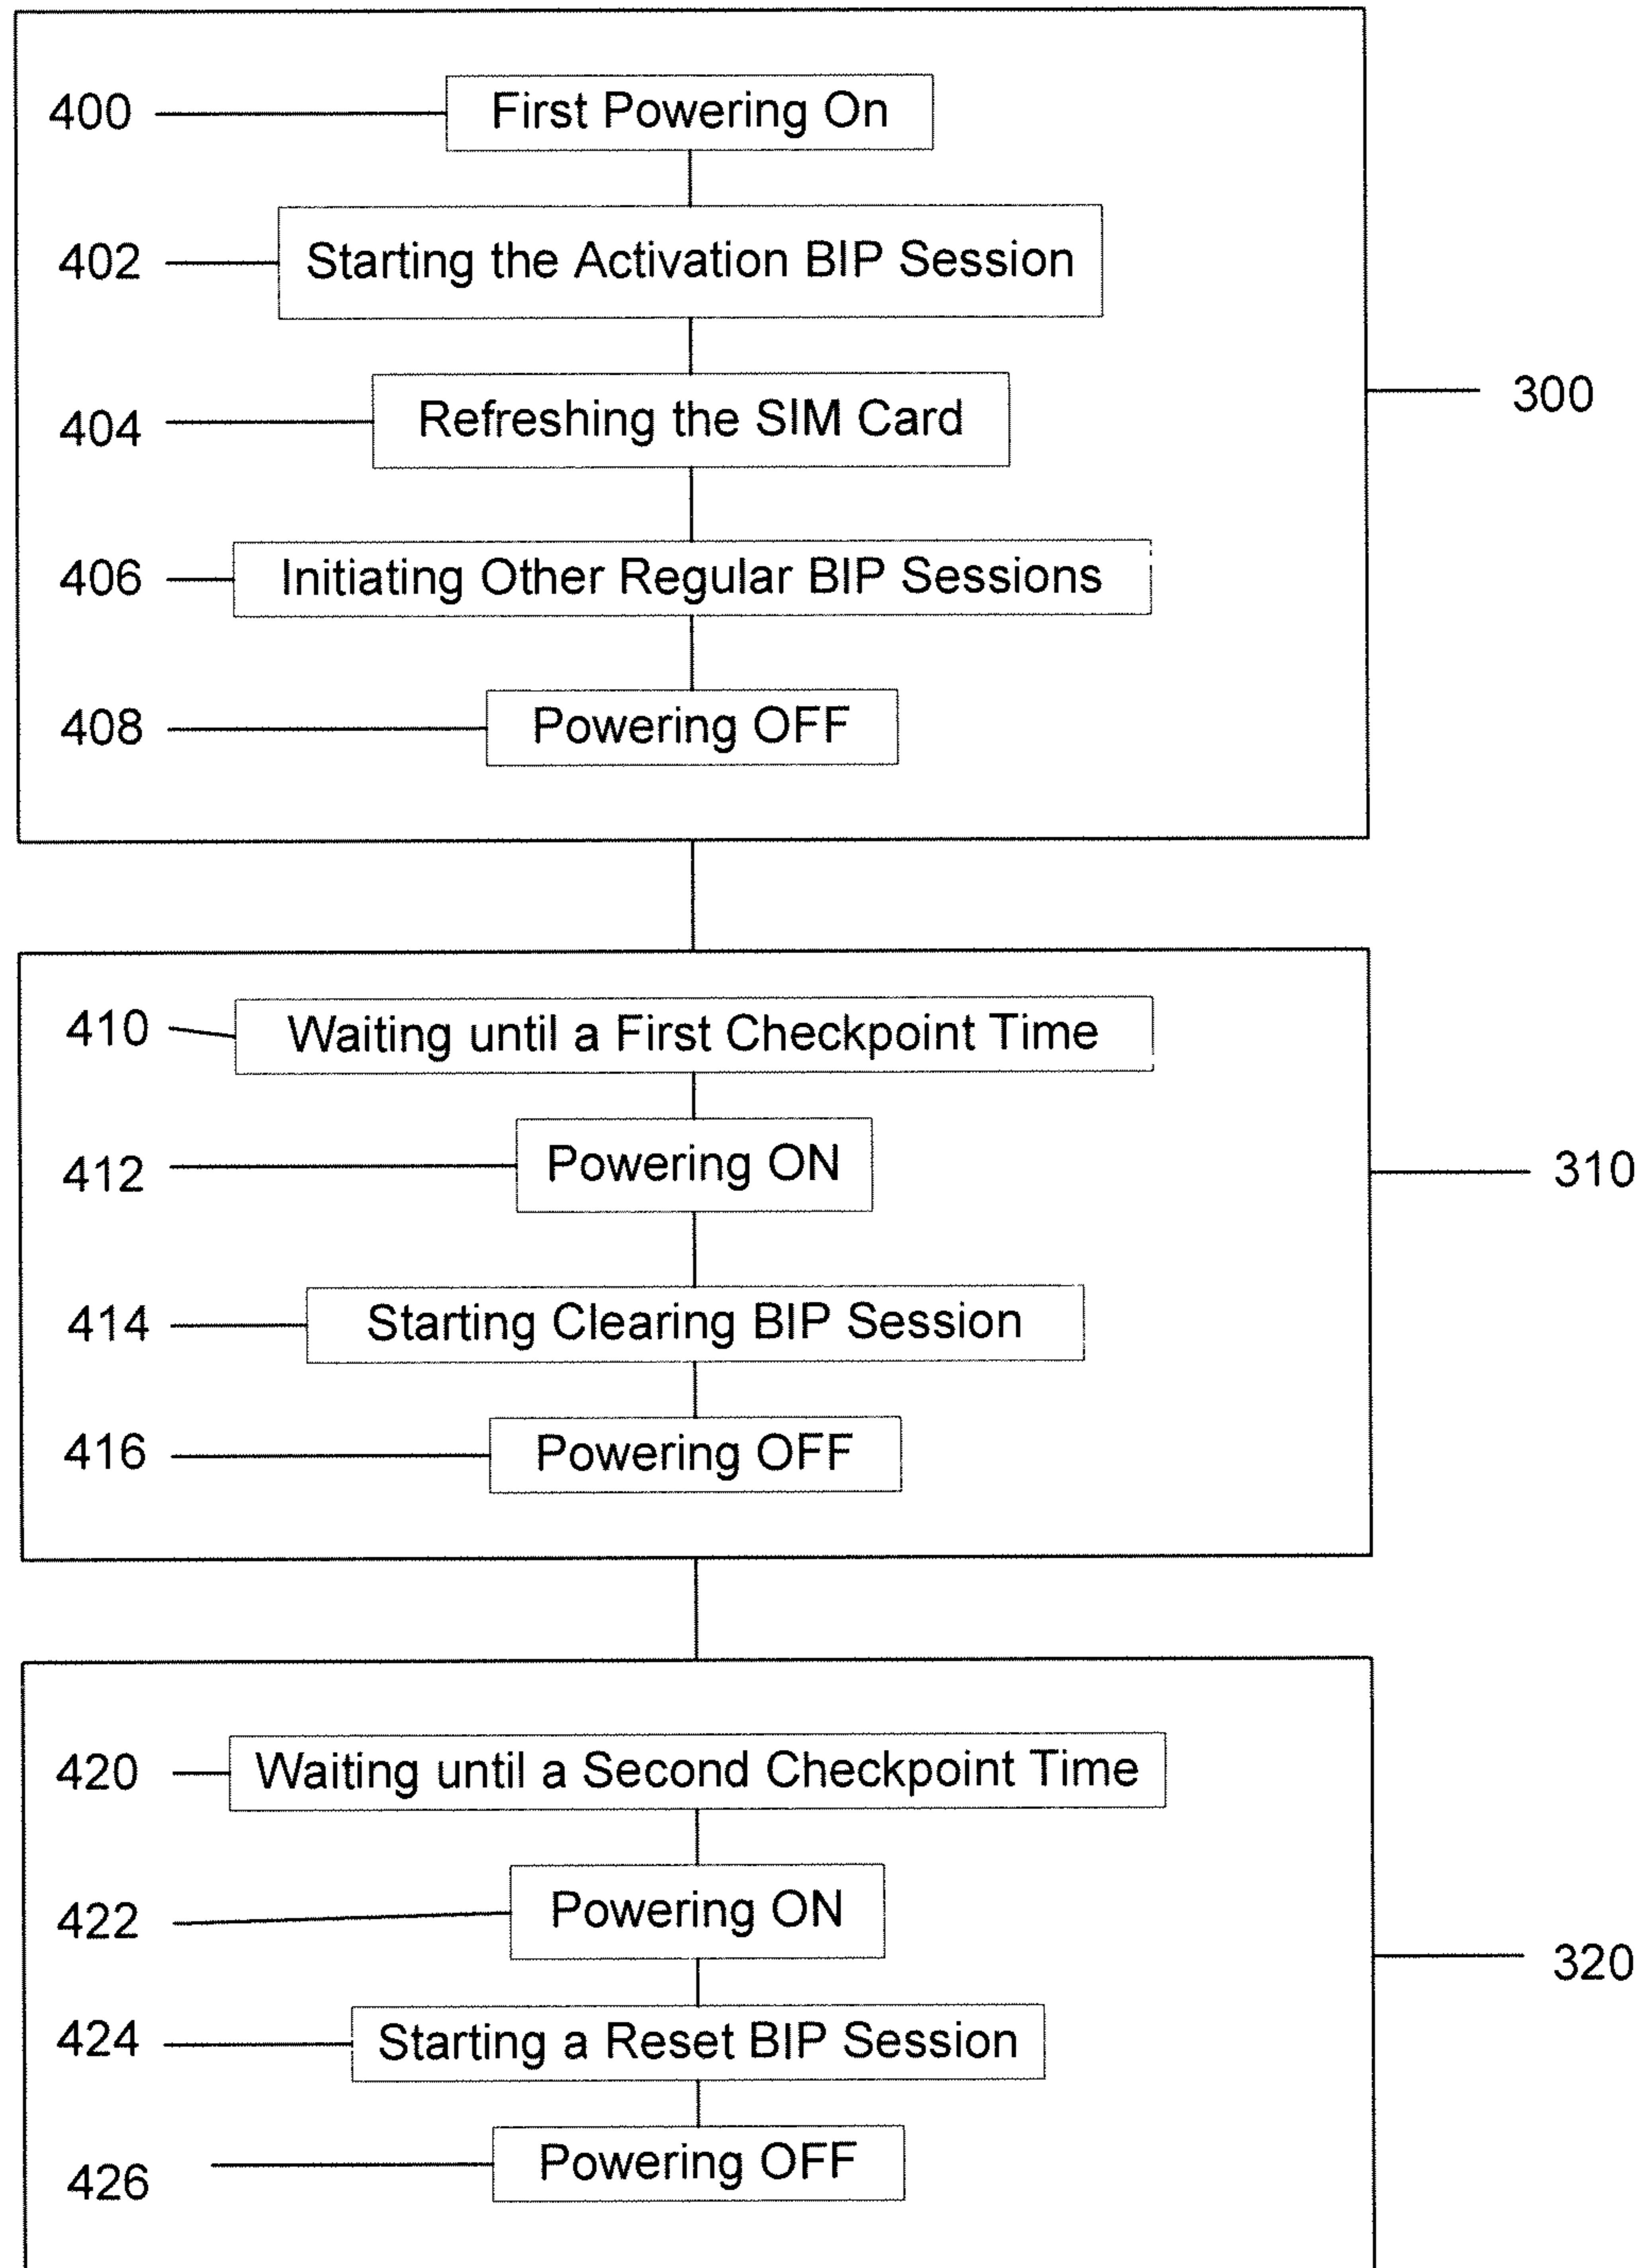 400 First Powering On
402 Starting the Activation BIP Session
404 Refreshing the SIM Card
300
406 Initiating Other Regular BIP Sessions
408 Powering OFF
410 Waiting until a First Checkpoint Time
412 Powering ON
310
414 Starting Clearing BIP Session
416 Powering OFF
420 Waiting until a Second Checkpoint Time
422 Powering ON
320
424 Starting a Reset BIP Session
426 Powering OFF